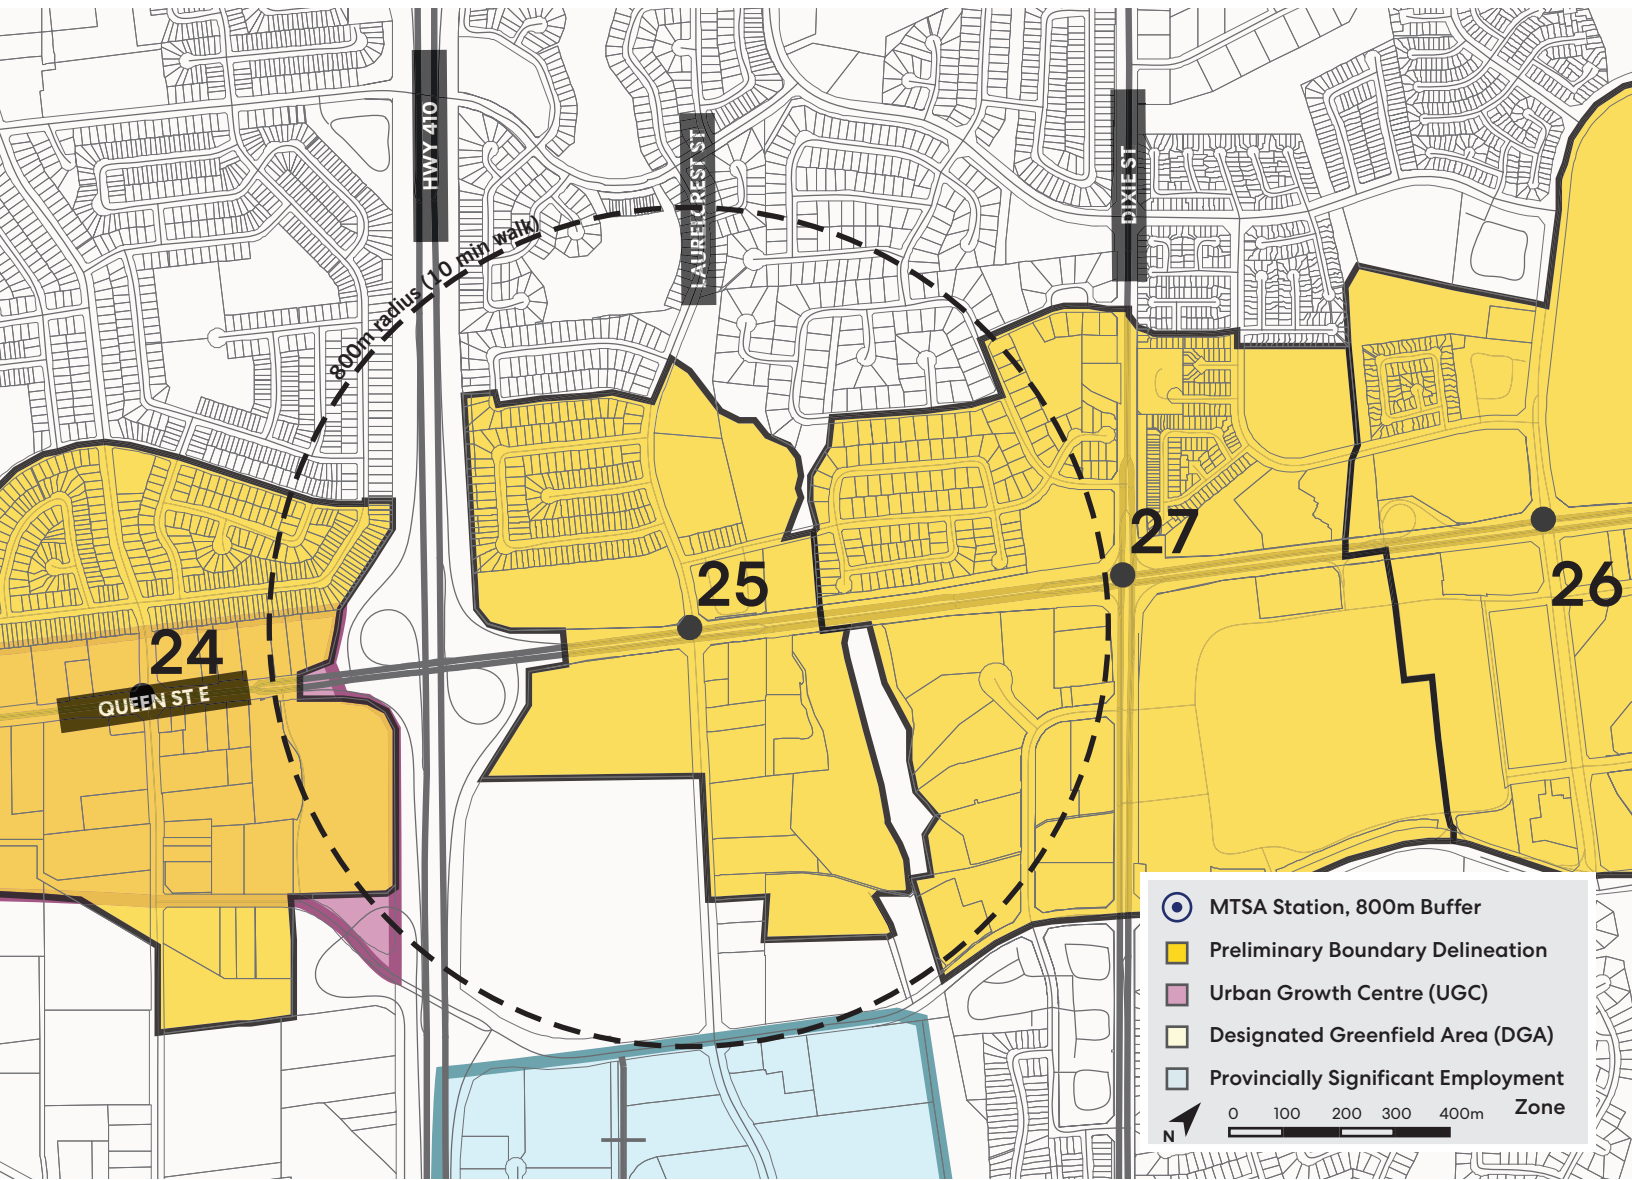 HWY 410
LAURELCREST ST
DIXIE ST
800m radius (10 min walk)
27
25
26
24
QUEEN ST E
MTSA Station, 800m Buffer
Preliminary Boundary Delineation
Urban Growth Centre (UGC)
Designated Greenfield Area (DGA)
Provincially Significant Employment
Zone
N
0 100 200 300 400m